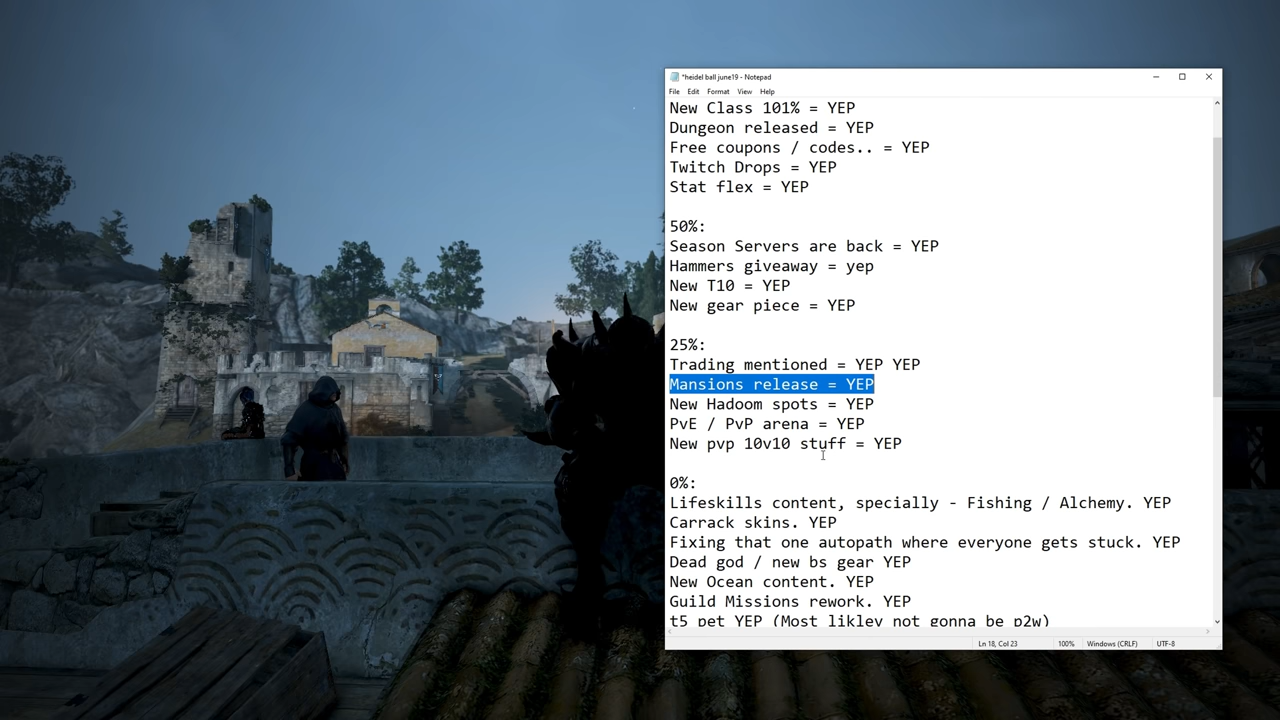 *heidel ball june19 - Notepad
File Edit Format View Help
New Class 101% = YEP
Dungeon released = YEP
Free coupons / codes.. = YEP
Twitch Drops = YEP
Stat flex = YEP
50%:
Season Servers are back = YEP
Hammers giveaway = yep
New T10 = YEP
New gear piece = YEP
25%:
Trading mentioned = YEP YEP
Mansions release = YEP
New Hadoom spots = YEP
PvE / PvP arena = YEP
New pvp 10v10 stuff = YEP
0%:
Lifeskills content, specially - Fishing / Alchemy. YEP
Carrack skins. YEP
Fixing that one autopath where everyone gets stuck. YEP
Dead god / new bs gear YEP
New Ocean content. YEP
Guild Missions rework. YEP
t5 pet YEP (Most likley not gonna be p2w)
Ln 18, Col 23 100% Windows (CRLF) UTF-8